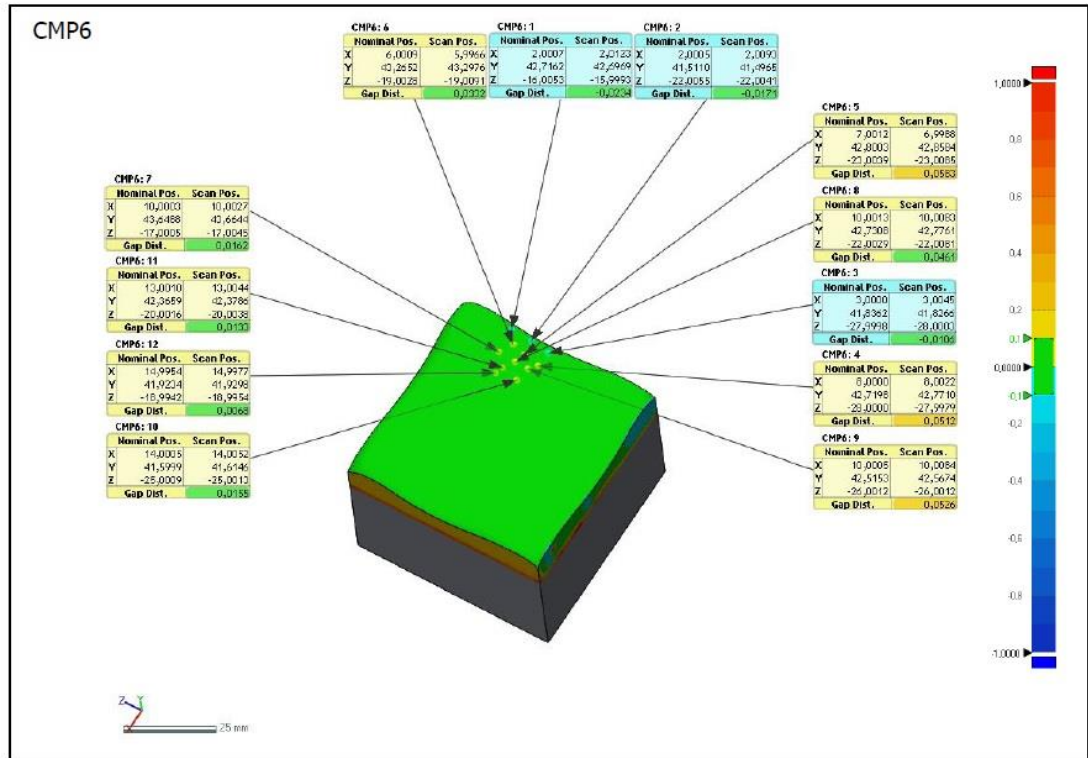 CMP6
CMP6: 6
Nominal Pos. Scan Pos.
X 6,0009 5,9966
Y 43,2652 43,2976
Z -19,0028 -19,0091
Gap Dist. 0,0332
CMP6: 1
Nominal Pos. Scan Pos.
X 2,0007 2,0123
Y 42,7162 42,6969
Z -16,0053 -15,9993
Gap Dist. -0,0234
CMP6: 2
Nominal Pos. Scan Pos.
X 2,0005 2,0093
Y 41,5110 41,4965
Z -22,0055 -22,0041
Gap Dist. -0,0171
CMP6: 5
Nominal Pos. Scan Pos.
X 7,0012 6,9988
Y 42,8003 42,8584
Z -23,0039 -23,0085
Gap Dist. 0,0583
CMP6: 8
Nominal Pos. Scan Pos.
X 10,0013 10,0083
Y 42,7308 42,7761
Z -22,0029 -22,0081
Gap Dist. 0,0461
CMP6: 3
Nominal Pos. Scan Pos.
X 3,0000 3,0045
Y 41,8362 41,8266
Z -27,9998 -28,0003
Gap Dist. -0,0106
CMP6: 4
Nominal Pos. Scan Pos.
X 8,0000 8,0022
Y 42,7198 42,7710
Z -28,0000 -27,9979
Gap Dist. 0,0512
CMP6: 9
Nominal Pos. Scan Pos.
X 10,0005 10,0084
Y 42,5153 42,5674
Z -26,0012 -26,0012
Gap Dist. 0,0526
CMP6: 7
Nominal Pos. Scan Pos.
X 10,0003 10,0027
Y 43,6488 43,6644
Z -17,0005 -17,0045
Gap Dist. 0,0162
CMP6: 11
Nominal Pos. Scan Pos.
X 13,0010 13,0044
Y 42,3659 42,3786
Z -20,0016 -20,0038
Gap Dist. 0,0133
CMP6: 12
Nominal Pos. Scan Pos.
X 14,9954 14,9977
Y 41,9234 41,9298
Z -18,9942 -18,9954
Gap Dist. 0,0068
CMP6: 10
Nominal Pos. Scan Pos.
X 14,0005 14,0052
Y 41,5999 41,6146
Z -25,0009 -25,0010
Gap Dist. 0,0155
1,0000
0,8
0,6
0,4
0,2
0,1
0,0000
-0,1
-0,2
-0,4
-0,6
-0,8
-1,0000
Z Y
25 mm